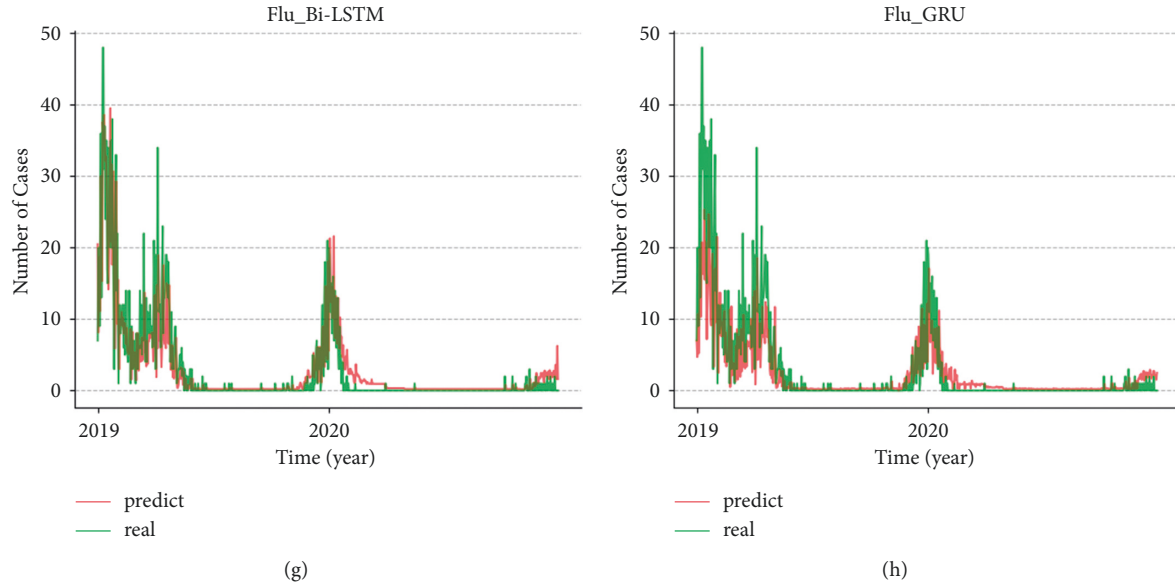 Flu_Bi-LSTM
50
40
30
20
10
0
Number of Cases
2019
2020
Time (year)
predict
real
(g)
Flu_GRU
50
40
30
20
10
0
Number of Cases
2019
2020
Time (year)
predict
real
(h)